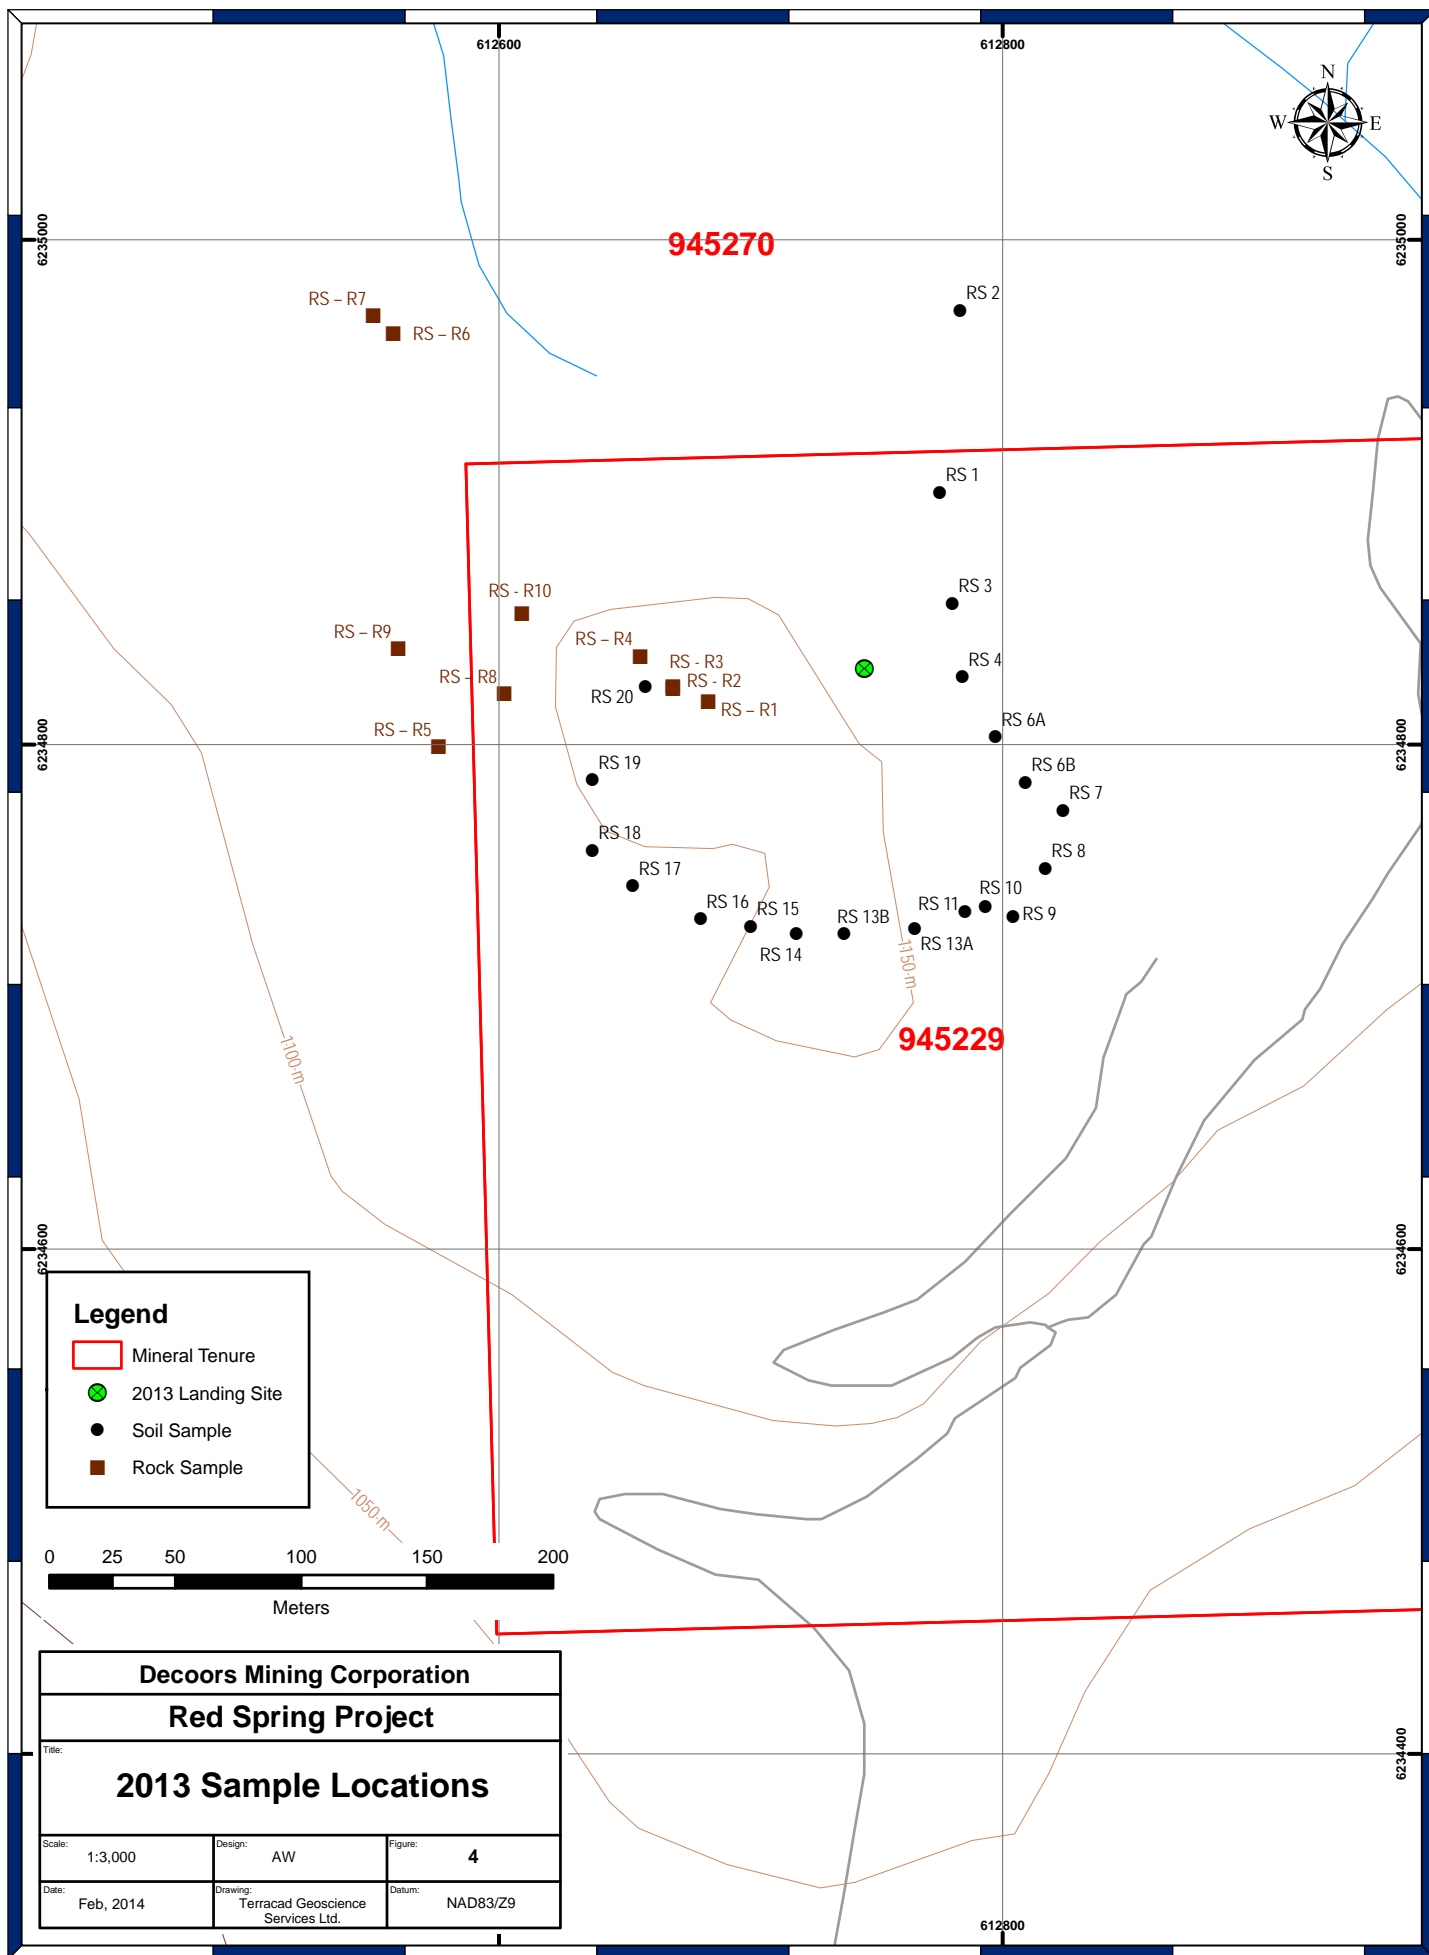 612600
612800
N
W
E
S
6235000
945270
6235000
RS 2
RS – R7
RS – R6
RS 1
RS - R10
RS 3
RS – R9
RS – R4
RS - R3
RS 4
RS – R8
RS 20
RS - R2
RS – R1
RS 6A
RS – R5
6234800
6234800
RS 19
RS 6B
RS 7
RS 18
RS 8
RS 17
RS 16
RS 15
RS 13B
RS 11
RS 10
RS 9
RS 14
RS 13A
1150 m
945229
1100 m
6234600
6234600
Legend
Mineral Tenure
2013 Landing Site
Soil Sample
Rock Sample
1050 m
0 25 50 100 150 200
Meters
Decoors Mining Corporation
Red Spring Project
Title:
2013 Sample Locations
6234400
Scale:
1:3,000
Design:
AW
Figure:
4
Date:
Feb, 2014
Drawing:
Terracad Geoscience
Services Ltd.
Datum:
NAD83/Z9
612800